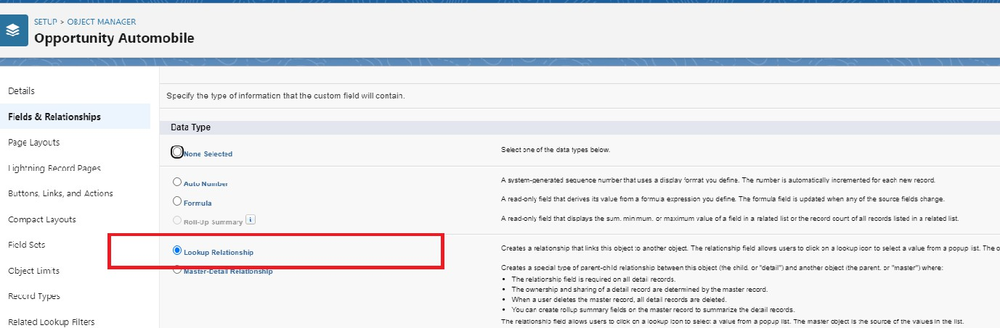 SETUP > OBJECT MANAGER
Opportunity Automobile
Details
Fields & Relationships
Page Layouts
Lightning Record Pages
Buttons, Links, and Actions
Compact Layouts
Field Sets
Object Limits
Record Types
Related Lookup Filters
Specify the type of information that the custom field will contain.
Data Type
None Selected
Select one of the data types below.
Auto Number
A system-generated sequence number that uses a display format you define. The number is automatically incremented for each new record.
Formula
A read-only field that derives its value from a formula expression you define. The formula field is updated when any of the source fields change.
Roll-Up Summary i
A read-only field that displays the sum, minimum, or maximum value of a field in a related list or the record count of all records listed in a related list.
Lookup Relationship
Creates a relationship that links this object to another object. The relationship field allows users to click on a lookup icon to select a value from a popup list. The o
Master-Detail Relationship
Creates a special type of parent-child relationship between this object (the child, or "detail") and another object (the parent, or "master") where:
• The relationship field is required on all detail records.
• The ownership and sharing of a detail record are determined by the master record.
• When a user deletes the master record, all detail records are deleted.
• You can create rollup summary fields on the master record to summarize the detail records.
The relationship field allows users to click on a lookup icon to select a value from a popup list. The master object is the source of the values in the list.